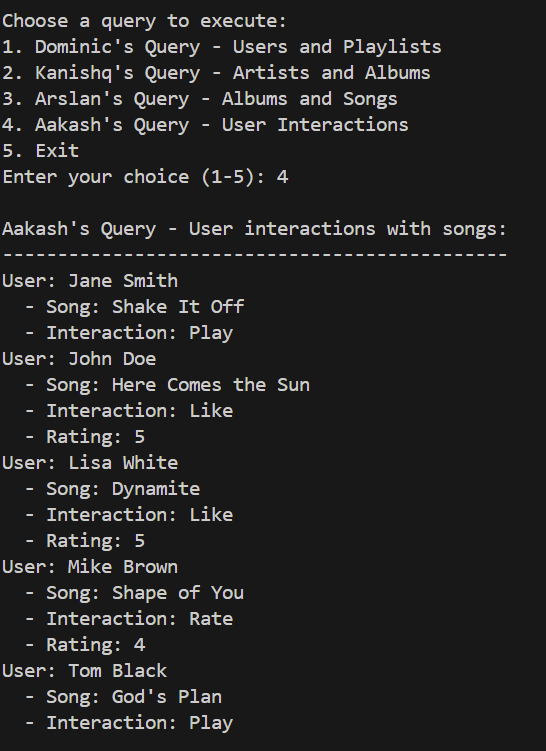 Choose a query to execute:
1. Dominic's Query - Users and Playlists
2. Kanishq's Query - Artists and Albums
3. Arslan's Query - Albums and Songs
4. Aakash's Query - User Interactions
5. Exit
Enter your choice (1-5): 4
Aakash's Query - User interactions with songs:
----------------------------------------------
User: Jane Smith
- Song: Shake It Off
- Interaction: Play
User: John Doe
- Song: Here Comes the Sun
- Interaction: Like
- Rating: 5
User: Lisa White
- Song: Dynamite
- Interaction: Like
- Rating: 5
User: Mike Brown
- Song: Shape of You
- Interaction: Rate
- Rating: 4
User: Tom Black
- Song: God's Plan
- Interaction: Play